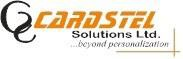 CARDSTEL
Solutions Ltd.
...beyond personalization